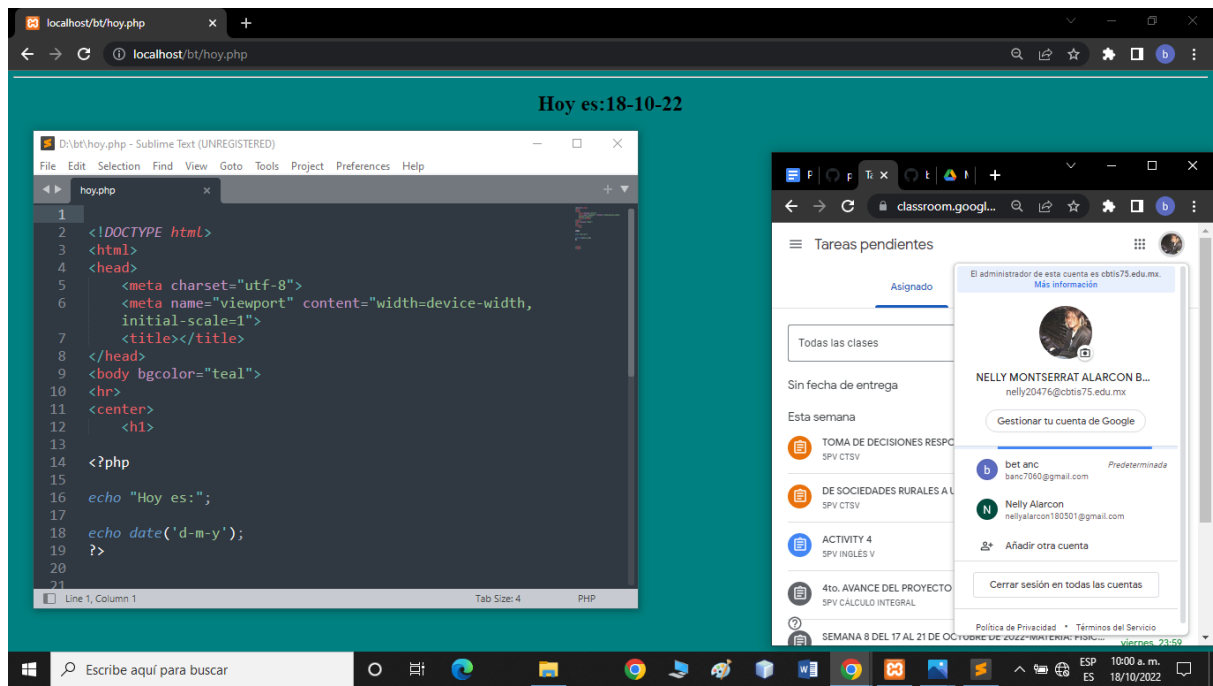 localhost/bt/hoy.php
localhost/bt/hoy.php
b
Hoy es:18-10-22
D:\bt\hoy.php - Sublime Text (UNREGISTERED)
File Edit Selection Find View Goto Tools Project Preferences Help
hoy.php
1
2 <!DOCTYPE html>
3 <html>
4 <head>
5 <meta charset="utf-8">
6 <meta name="viewport" content="width=device-width,
initial-scale=1">
7 <title></title>
8 </head>
9 <body bgcolor="teal">
10 <hr>
11 <center>
12 <h1>
13
14 <?php
15
16 echo "Hoy es:";
17
18 echo date('d-m-y');
19 ?>
20
21
Line 1, Column 1 Tab Size: 4 PHP
classroom.googl...
b
Tareas pendientes
Asignado
Todas las clases
Sin fecha de entrega
Esta semana
TOMA DE DECISIONES RESPO
5PV CTSV
DE SOCIEDADES RURALES A U
5PV CTSV
ACTIVITY 4
5PV INGLÉS V
4to. AVANCE DEL PROYECTO
5PV CÁLCULO INTEGRAL
SEMANA 8 DEL 17 AL 21 DE OCTUBRE DE 2022-MATERIA: FÍSIC...
viernes, 23:59
El administrador de esta cuenta es cbtis75.edu.mx.
Más información
NELLY MONTSERRAT ALARCON B...
nelly20476@cbtis75.edu.mx
Gestionar tu cuenta de Google
b
bet anc Predeterminada
banc7060@gmail.com
N
Nelly Alarcon
nellyalarcon180501@gmail.com
Añadir otra cuenta
Cerrar sesión en todas las cuentas
Política de Privacidad • Términos del Servicio
Escribe aquí para buscar
ESP
ES
10:00 a. m.
18/10/2022